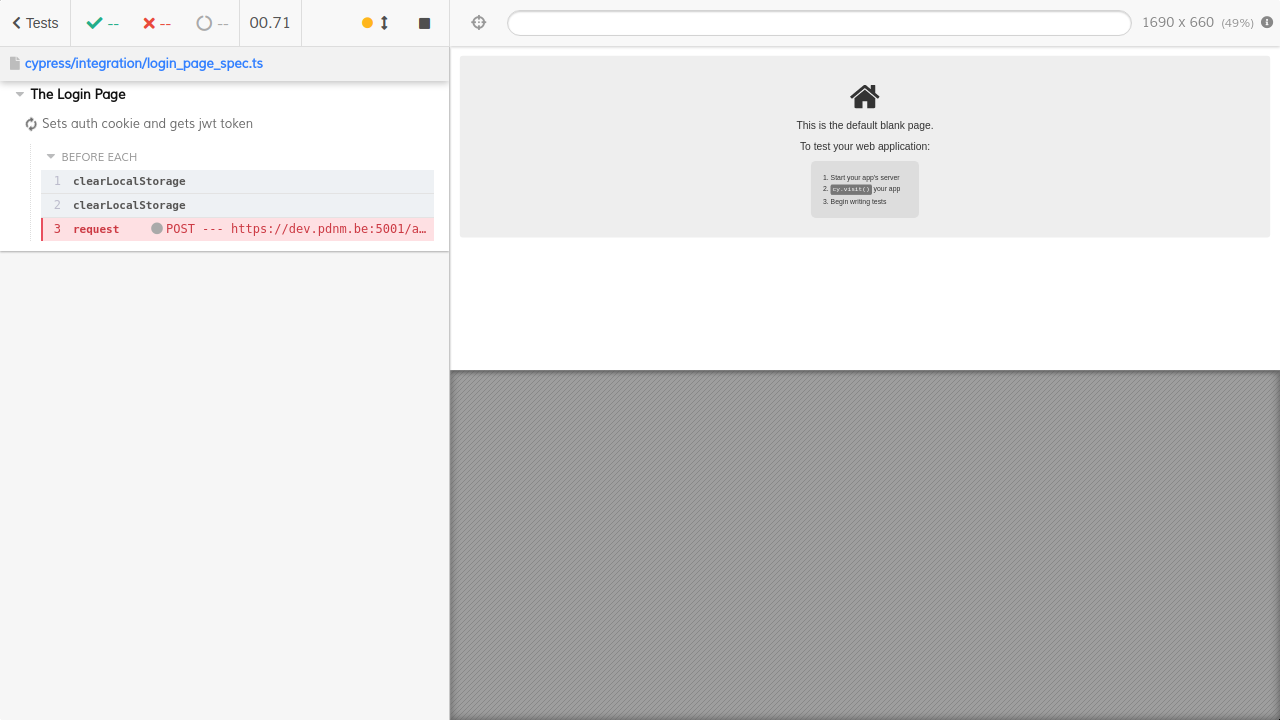 Tests -- -- -- 00.71
1690 x 660 (49%)
cypress/integration/login_page_spec.ts
The Login Page
Sets auth cookie and gets jwt token
BEFORE EACH
1 clearLocalStorage
2 clearLocalStorage
3 request POST --- https://dev.pdnm.be:5001/a…
This is the default blank page.
To test your web application:
1. Start your app's server
2. cy.visit() your app
3. Begin writing tests